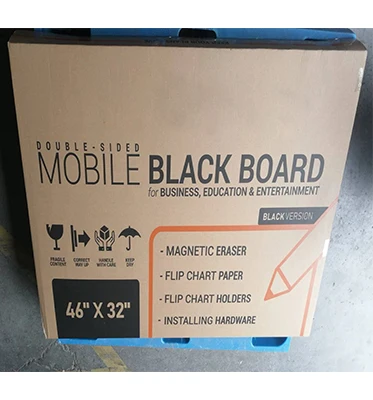 DOUBLE-SIDED
MOBILE BLACK BOARD
for BUSINESS, EDUCATION & ENTERTAINMENT
BLACK VERSION
FRAGILE CONTENT
CORRECT WAY UP
HANDLE WITH CARE
KEEP DRY
- MAGNETIC ERASER
- FLIP CHART PAPER
- FLIP CHART HOLDERS
- INSTALLING HARDWARE
46" X 32"